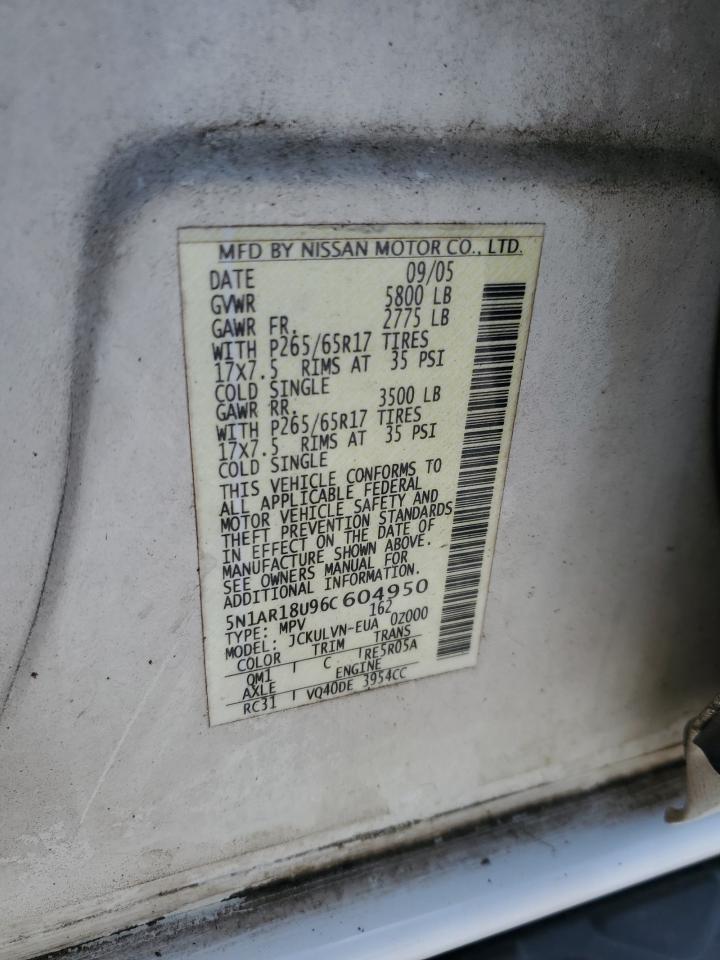 MFD BY NISSAN MOTOR CO., LTD.
DATE 09/05
GVWR 5800 LB
GAWR FR. 2775 LB
WITH P265/65R17 TIRES
17X7.5 RIMS AT 35 PSI
COLD SINGLE
GAWR RR. 3500 LB
WITH P265/65R17 TIRES
17X7.5 RIMS AT 35 PSI
COLD SINGLE
THIS VEHICLE CONFORMS TO
ALL APPLICABLE FEDERAL
MOTOR VEHICLE SAFETY AND
THEFT PREVENTION STANDARDS
IN EFFECT ON THE DATE OF
MANUFACTURE SHOWN ABOVE.
SEE OWNERS MANUAL FOR
ADDITIONAL INFORMATION.
5N1AR18U96C604950
TYPE: MPV 162
MODEL: JCKULVN-EUA 0Z000
COLOR TRIM TRANS
QM1 C RE5R05A
AXLE ENGINE
RC31 VQ40DE 3954CC